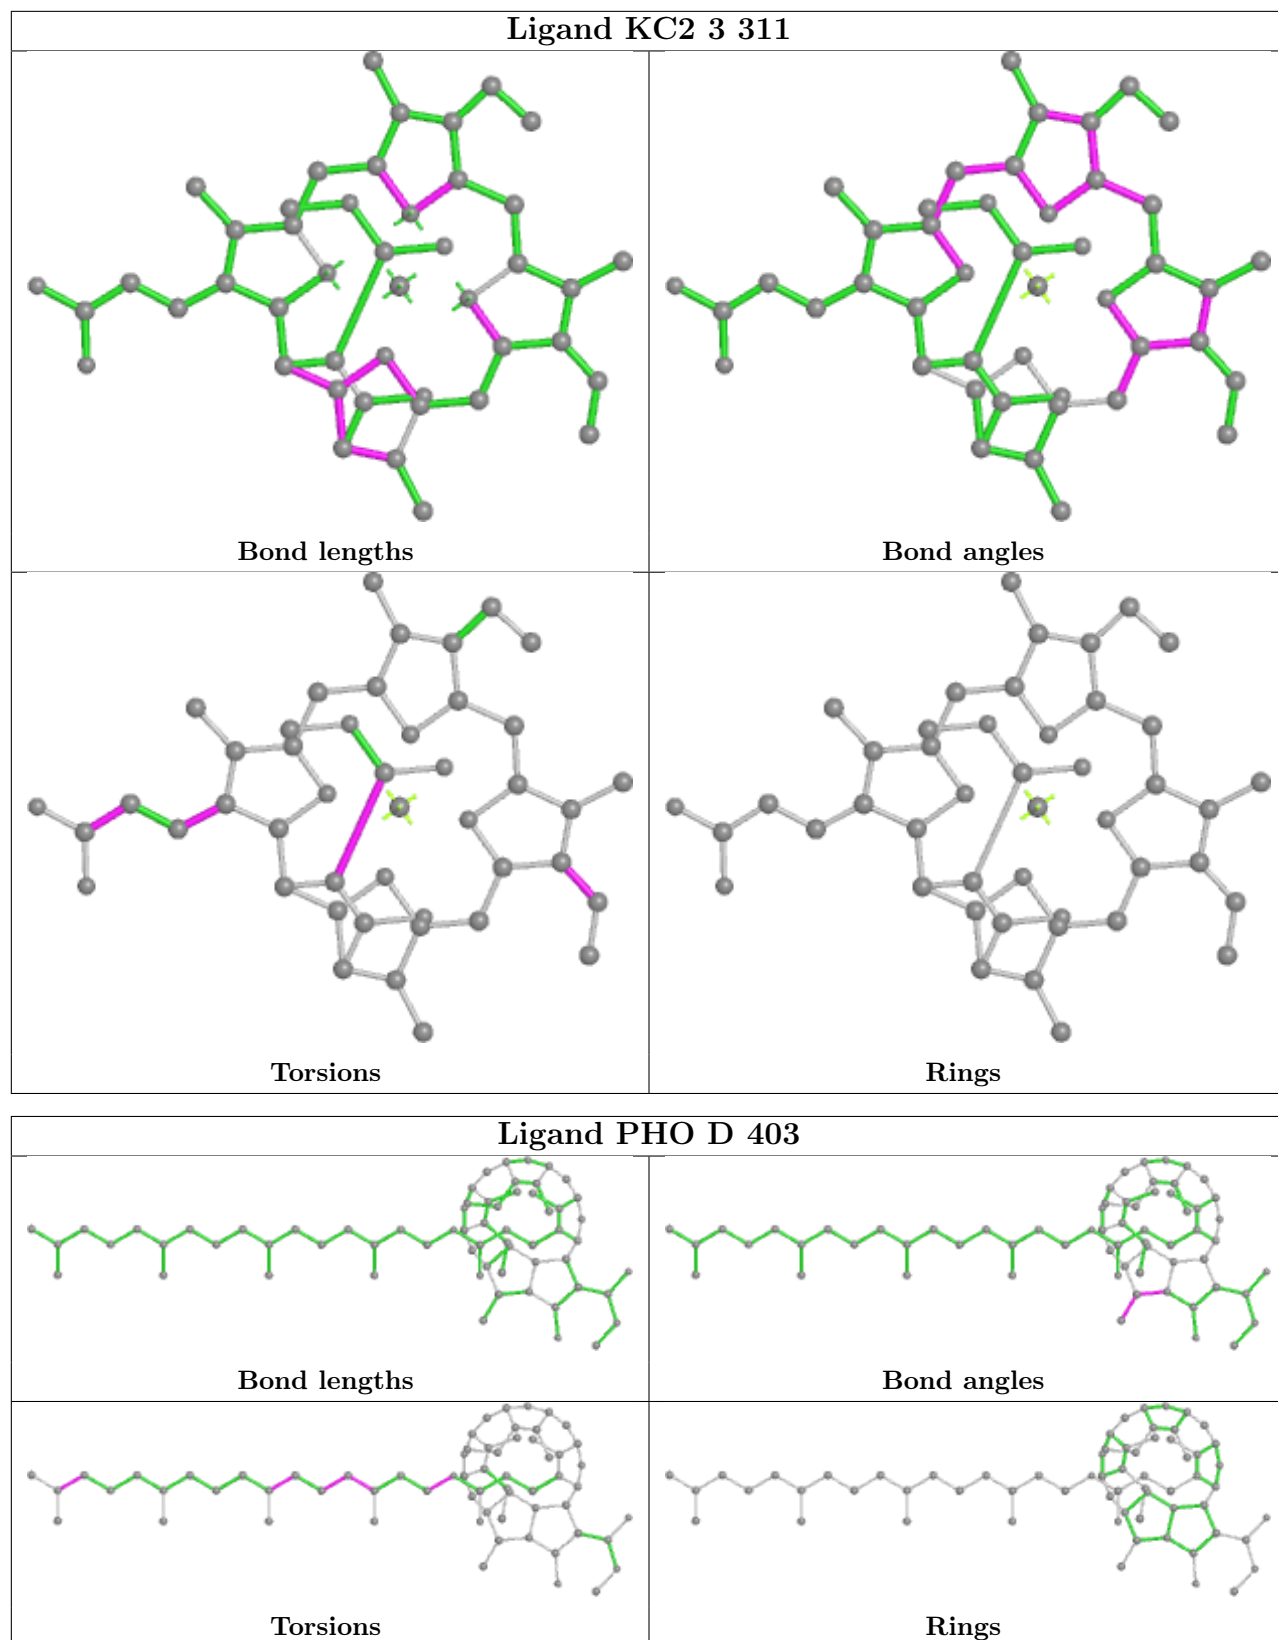 Ligand KC2 3 311
Bond lengths
Bond angles
Torsions
Rings
Ligand PHO D 403
Bond lengths
Bond angles
Torsions
Rings